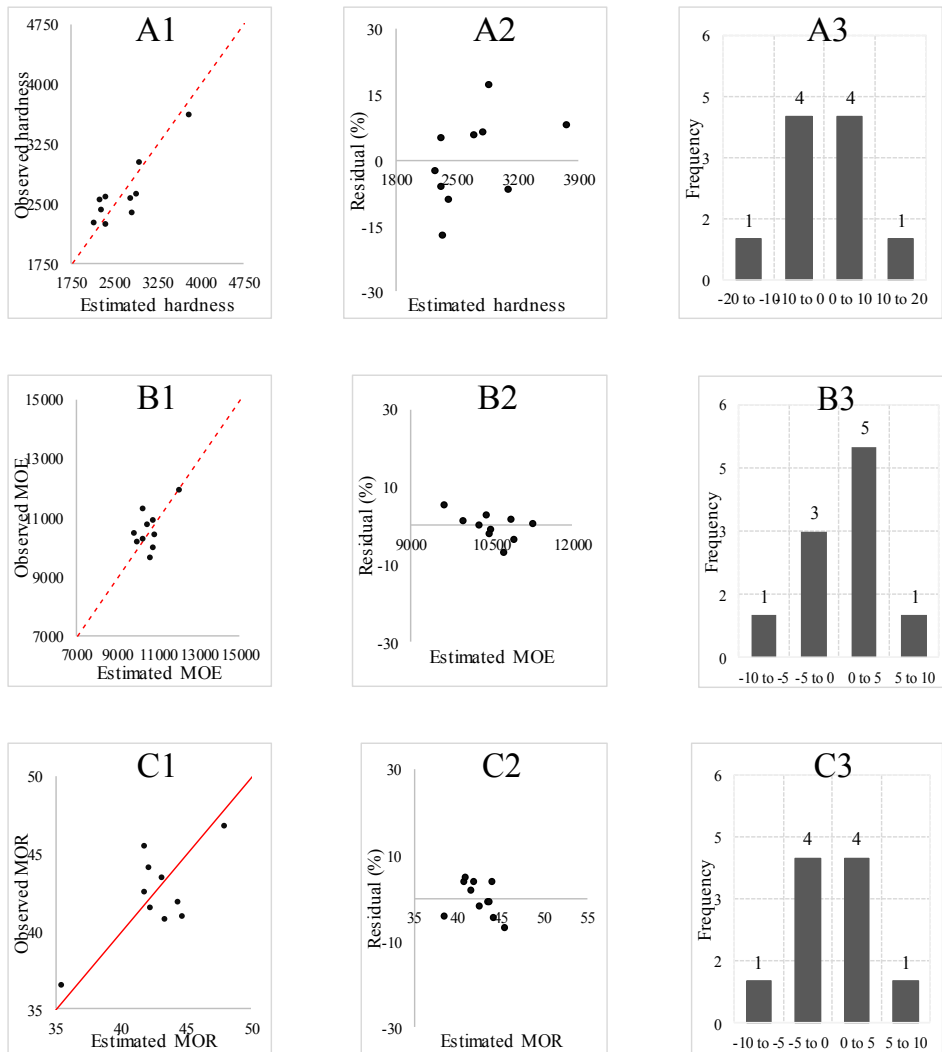 A1
4750
4000
3250
2500
1750
Observed hardness
1750 2500 3250 4000 4750
Estimated hardness
A2
30
15
0
-15
-30
Residual (%)
1800 2500 3200 3900
Estimated hardness
A3
6
5
3
2
0
Frequency
1 4 4 1
-20 to -10 -10 to 0 0 to 10 10 to 20
B1
15000
13000
11000
9000
7000
Observed MOE
7000 9000 11000 13000 15000
Estimated MOE
B2
30
10
-10
-30
Residual (%)
9000 10500 12000
Estimated MOE
B3
6
5
3
2
0
Frequency
1 3 5 1
-10 to -5 -5 to 0 0 to 5 5 to 10
C1
50
45
40
35
Observed MOR
35 40 45 50
Estimated MOR
C2
30
10
-10
-30
Residual (%)
35 40 45 50 55
Estimated MOR
C3
6
5
3
2
0
Frequency
1 4 4 1
-10 to -5 -5 to 0 0 to 5 5 to 10